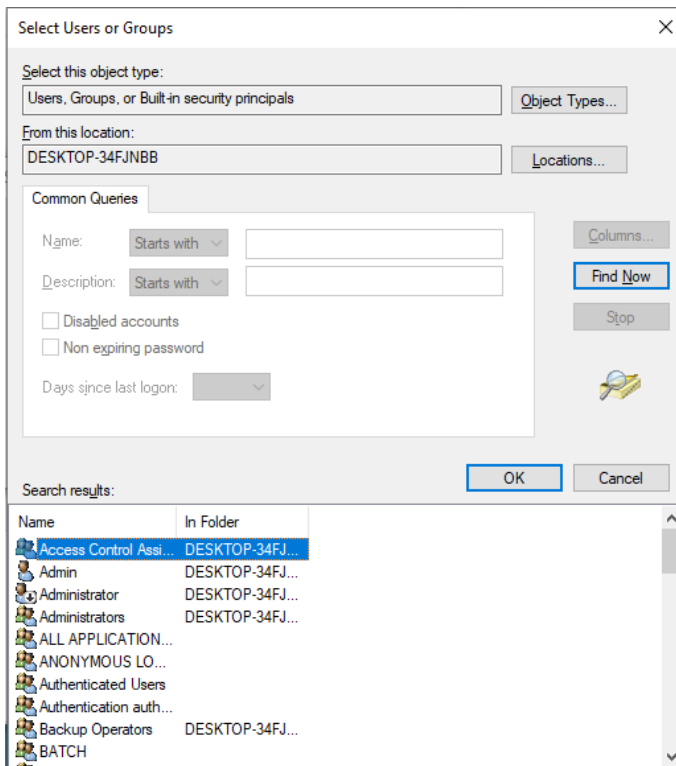 Select Users or Groups
Select this object type:
Users, Groups, or Built-in security principals
Object Types...
From this location:
DESKTOP-34FJNBB
Locations...
Common Queries
Name: Starts with
Description: Starts with
Disabled accounts
Non expiring password
Days since last logon:
Columns...
Find Now
Stop
OK Cancel
Search results:
Name In Folder
Access Control Assi... DESKTOP-34FJ...
Admin DESKTOP-34FJ...
Administrator DESKTOP-34FJ...
Administrators DESKTOP-34FJ...
ALL APPLICATION...
ANONYMOUS LO...
Authenticated Users
Authentication auth...
Backup Operators DESKTOP-34FJ...
BATCH